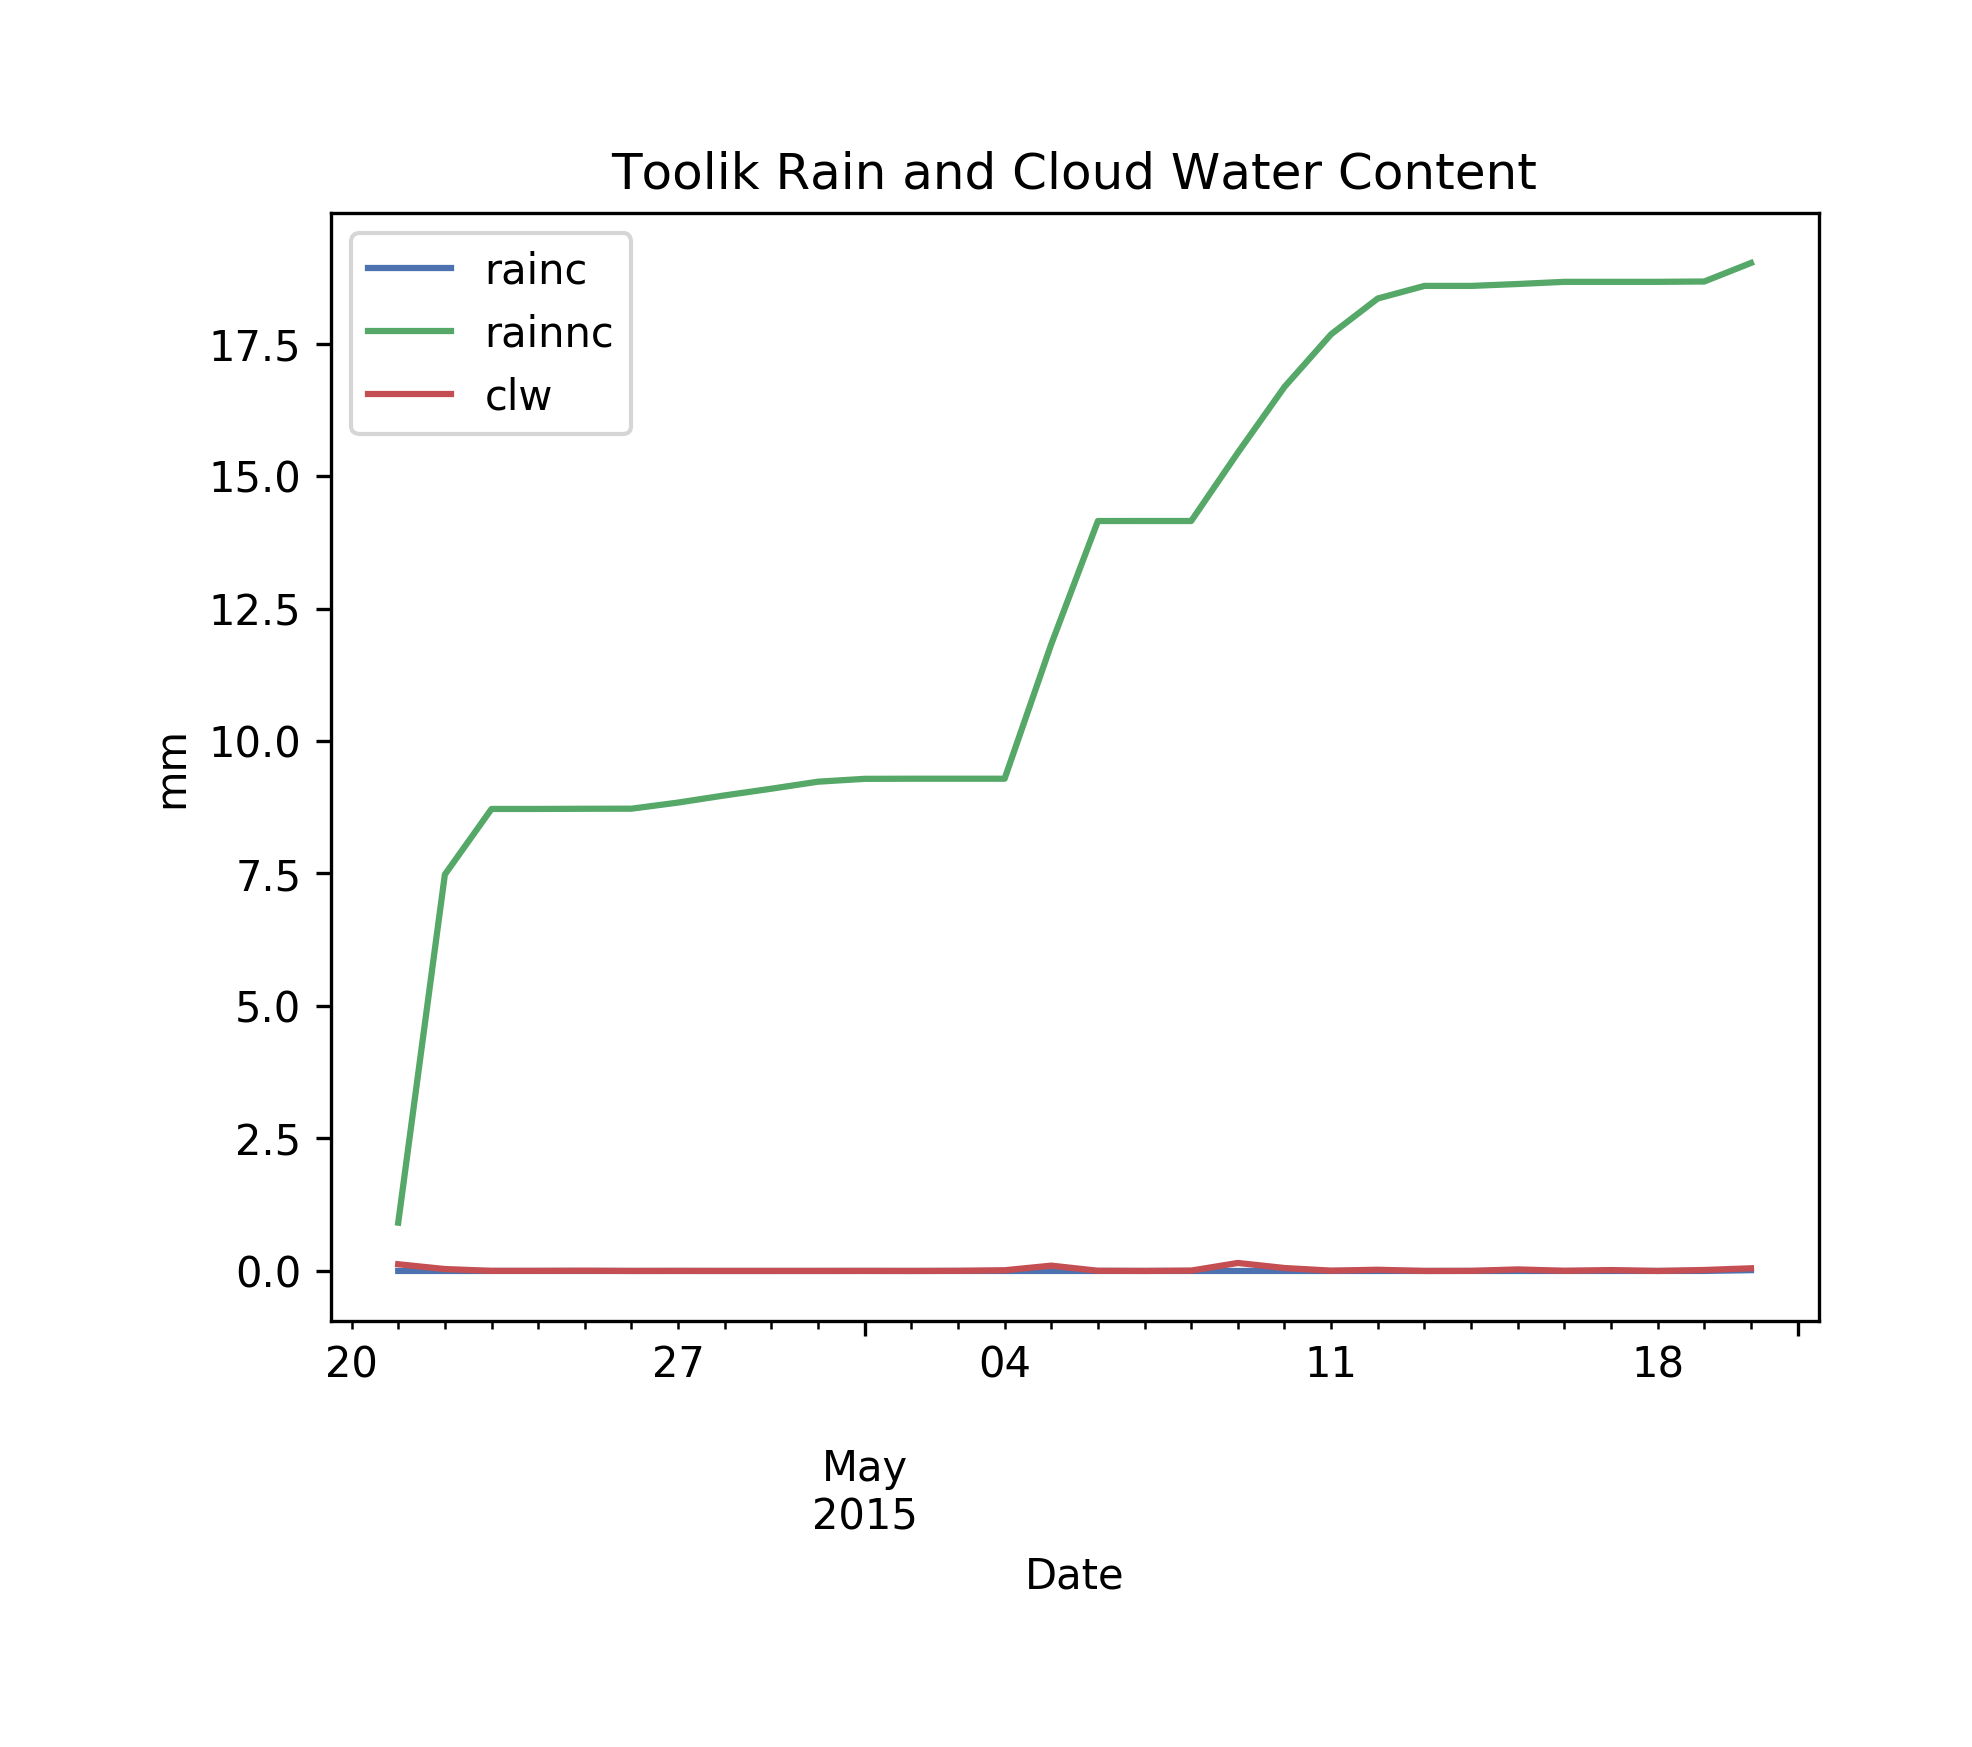 Toolik Rain and Cloud Water Content
rainc
rainnc
clw
17.5
15.0
12.5
10.0
7.5
5.0
2.5
0.0
mm
20 27 04 11 18
May
2015
Date